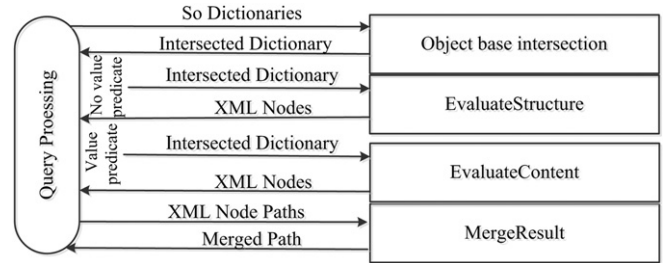 So Dictionaries
Intersected Dictionary
Object base intersection
Intersected Dictionary
No value
predicate
XML Nodes
EvaluateStructure
Query Proessing
Value
predicate
Intersected Dictionary
XML Nodes
EvaluateContent
XML Node Paths
Merged Path
MergeResult